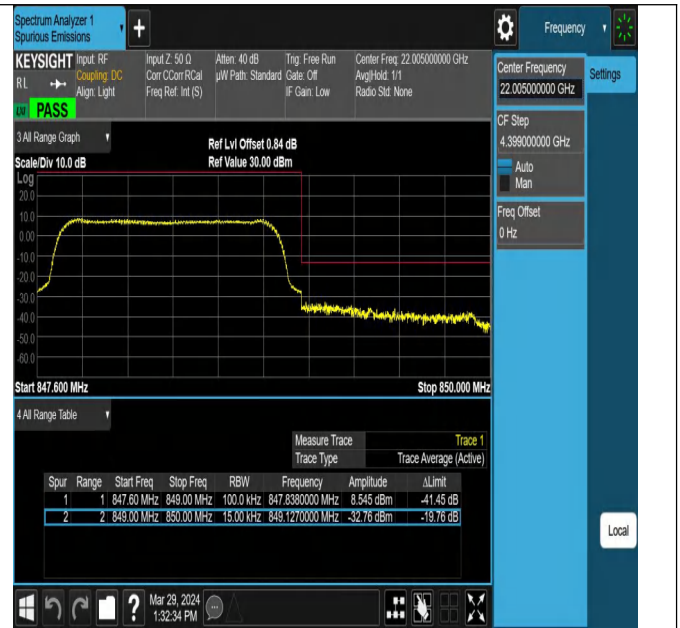 Spectrum Analyzer 1
Spurious Emissions
Frequency
KEYSIGHT
RL
Input: RF
Coupling: DC
Align: Light
Input Z: 50 Ω
Corr CCorr RCal
Freq Ref: Int (S)
Atten: 40 dB
µW Path: Standard
Trig: Free Run
Gate: Off
IF Gain: Low
Center Freq: 22.005000000 GHz
Avg|Hold: 1/1
Radio Std: None
PASS
Center Frequency
22.005000000 GHz
Settings
CF Step
4.399000000 GHz
Auto
Man
Freq Offset
0 Hz
3 All Range Graph
Ref Lvl Offset 0.84 dB
Scale/Div 10.0 dB
Ref Value 30.00 dBm
Log
20.0
10.0
0.00
-10.0
-20.0
-30.0
-40.0
-50.0
-60.0
Start 847.600 MHz
Stop 850.000 MHz
4 All Range Table
Measure Trace Trace 1
Trace Type Trace Average (Active)
Spur Range Start Freq Stop Freq RBW Frequency Amplitude ΔLimit
1 1 847.60 MHz 849.00 MHz 100.0 kHz 847.8380000 MHz 8.545 dBm -41.45 dB
2 2 849.00 MHz 850.00 MHz 15.00 kHz 849.1270000 MHz -32.76 dBm -19.76 dB
Local
Mar 29, 2024
1:32:34 PM